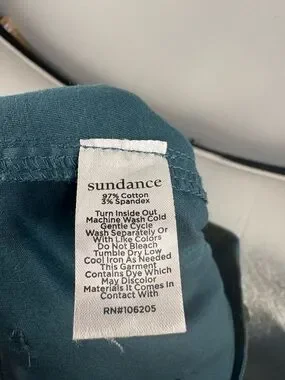 sundance
97% Cotton
3% Spandex
Turn Inside Out
Machine Wash Cold
Gentle Cycle
Wash Separately Or
With Like Colors
Do Not Bleach
Tumble Dry Low
Cool Iron As Needed
This Garment
Contains Dye Which
May Discolor
Materials It Comes In
Contact With
RN#106205